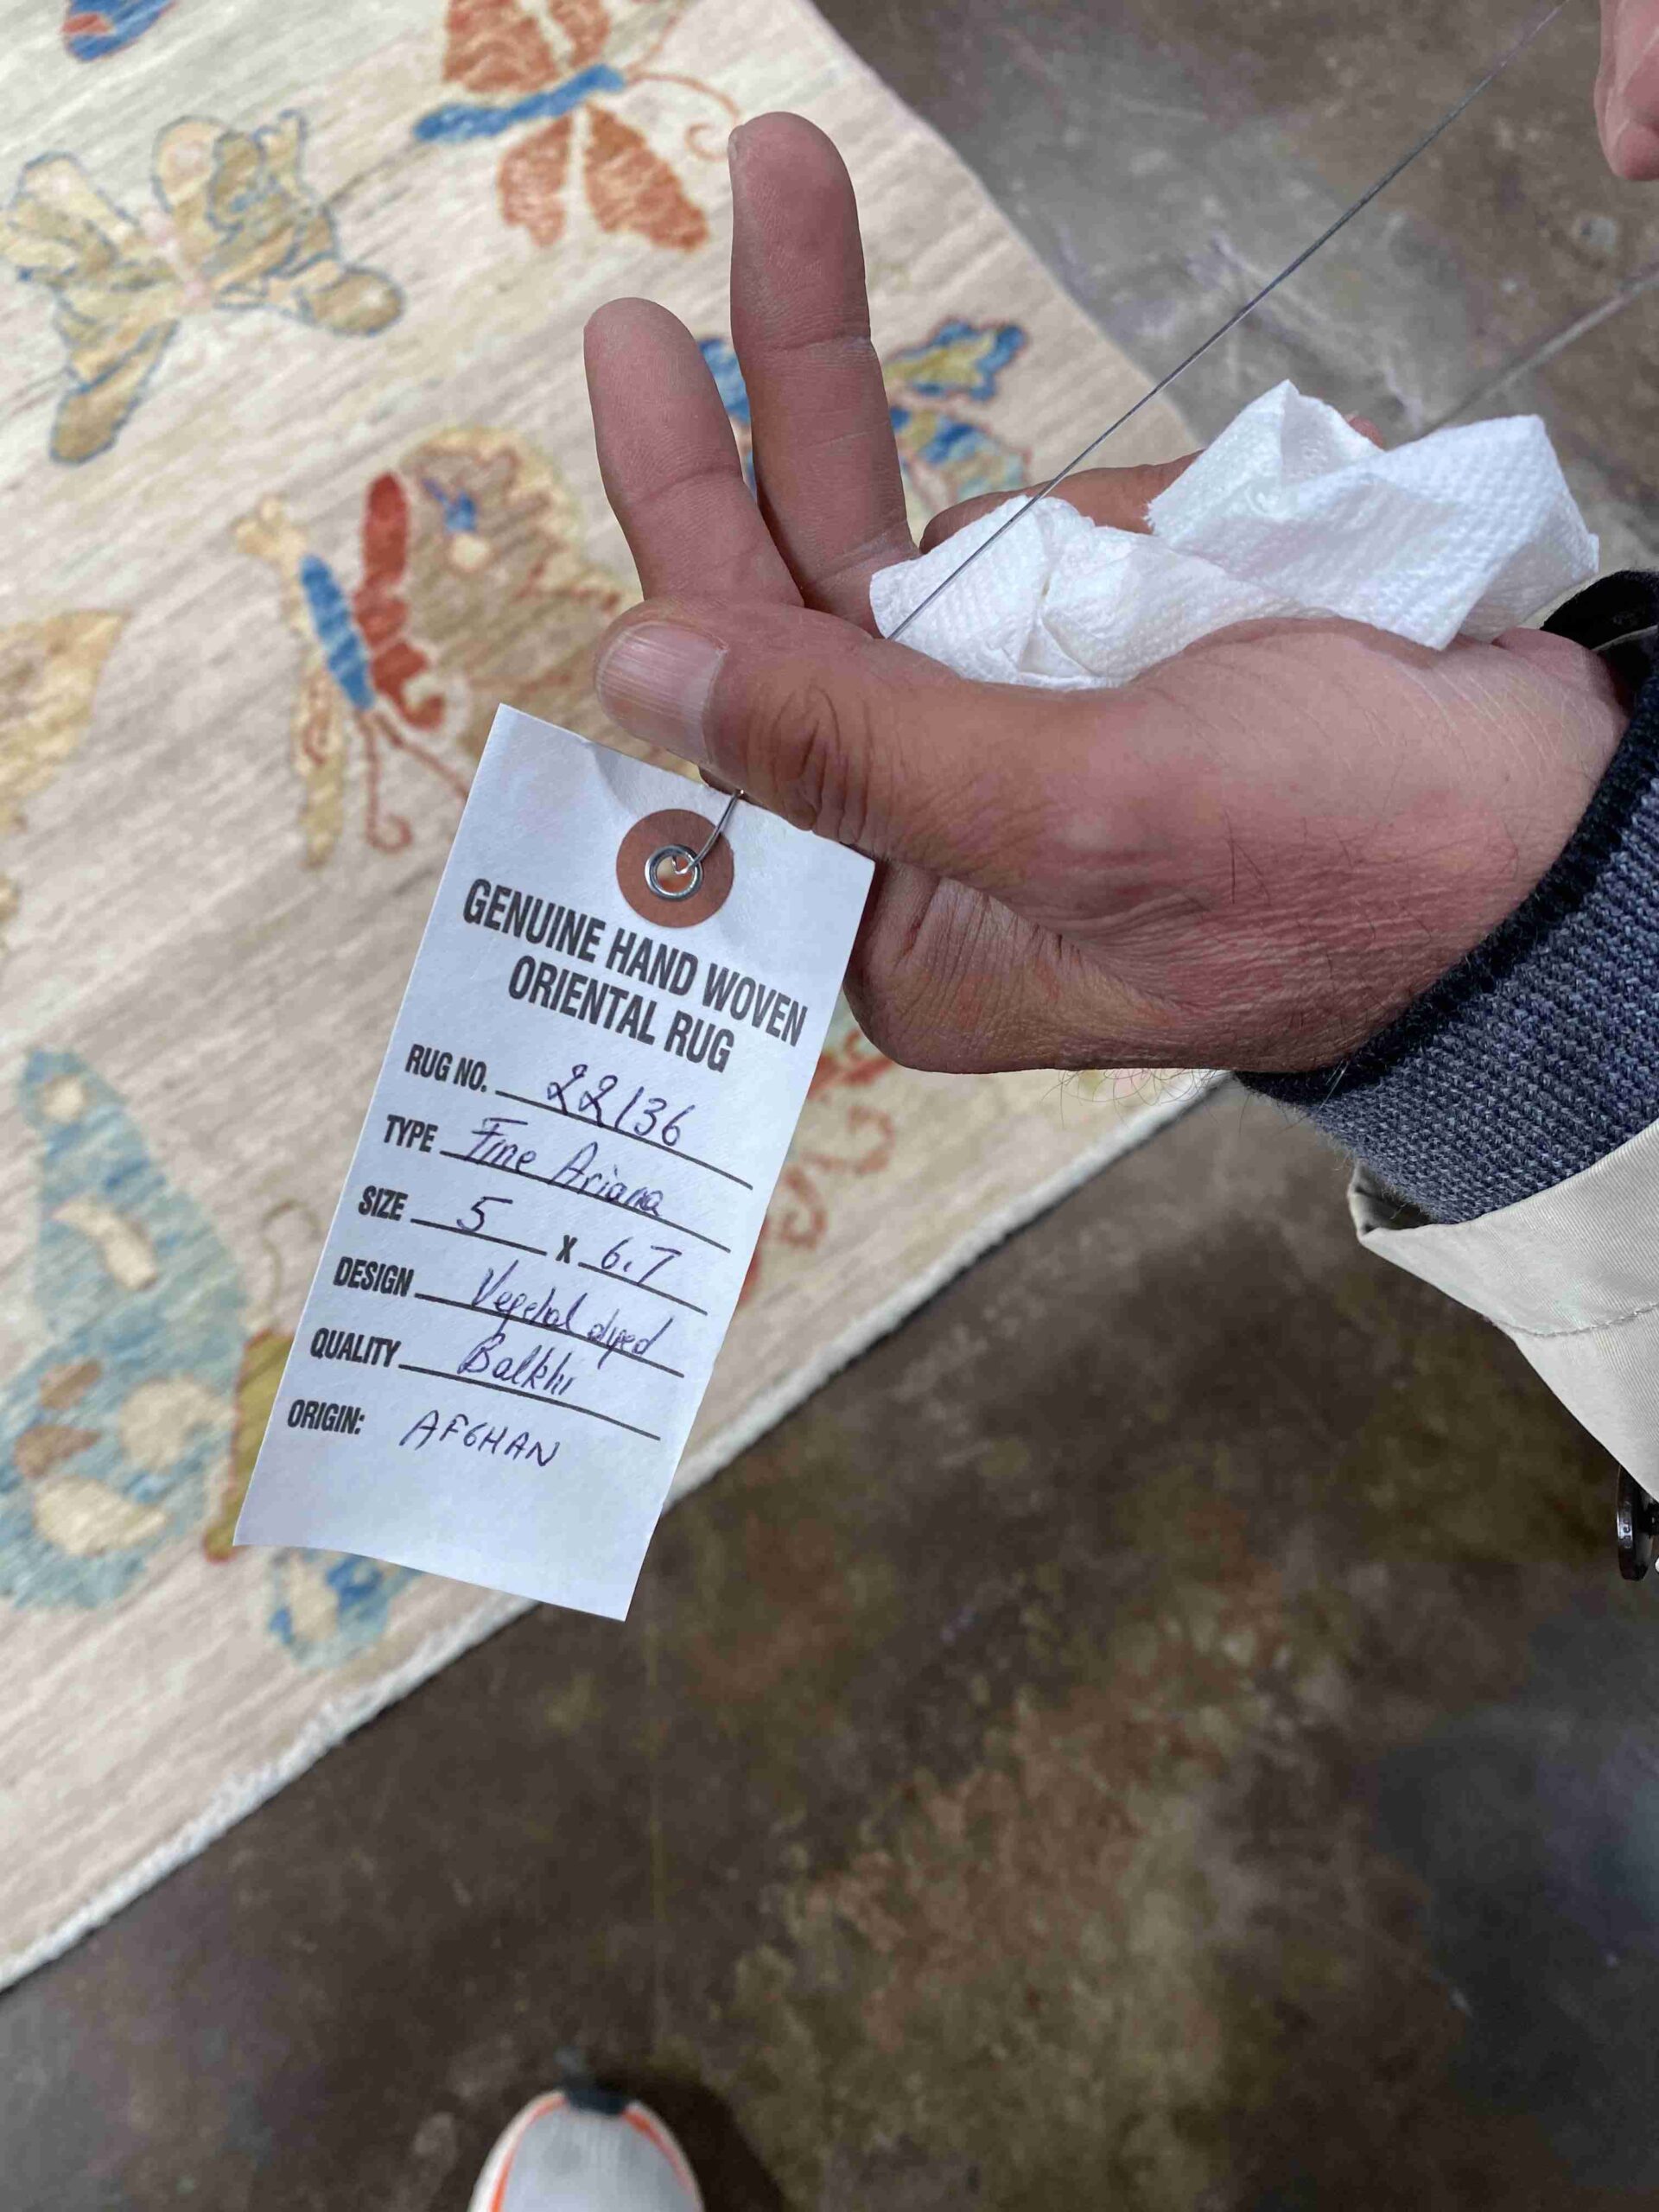 GENUINE HAND WOVEN
ORIENTAL RUG
RUG NO. 22136
TYPE Fine Ariana
SIZE 5 X 6.7
DESIGN Vegetal dyed
QUALITY Balkhi
ORIGIN: AFGHAN